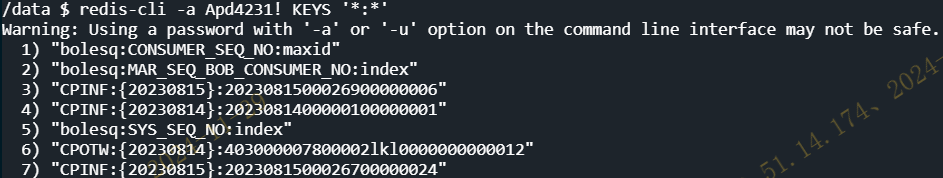 /data $ redis-cli -a Apd4231! KEYS '*:*'
Warning: Using a password with '-a' or '-u' option on the command line interface may not be safe.
1) "bolesq:CONSUMER_SEQ_NO:maxid"
2) "bolesq:MAR_SEQ_BOB_CONSUMER_NO:index"
3) "CPINF:{20230815}:2023081500026900000006"
4) "CPINF:{20230814}:2023081400000100000001"
5) "bolesq:SYS_SEQ_NO:index"
6) "CPOTW:{20230814}:403000007800002lkl0000000000012"
7) "CPINF:{20230815}:2023081500026700000024"
51.14.174、2024-